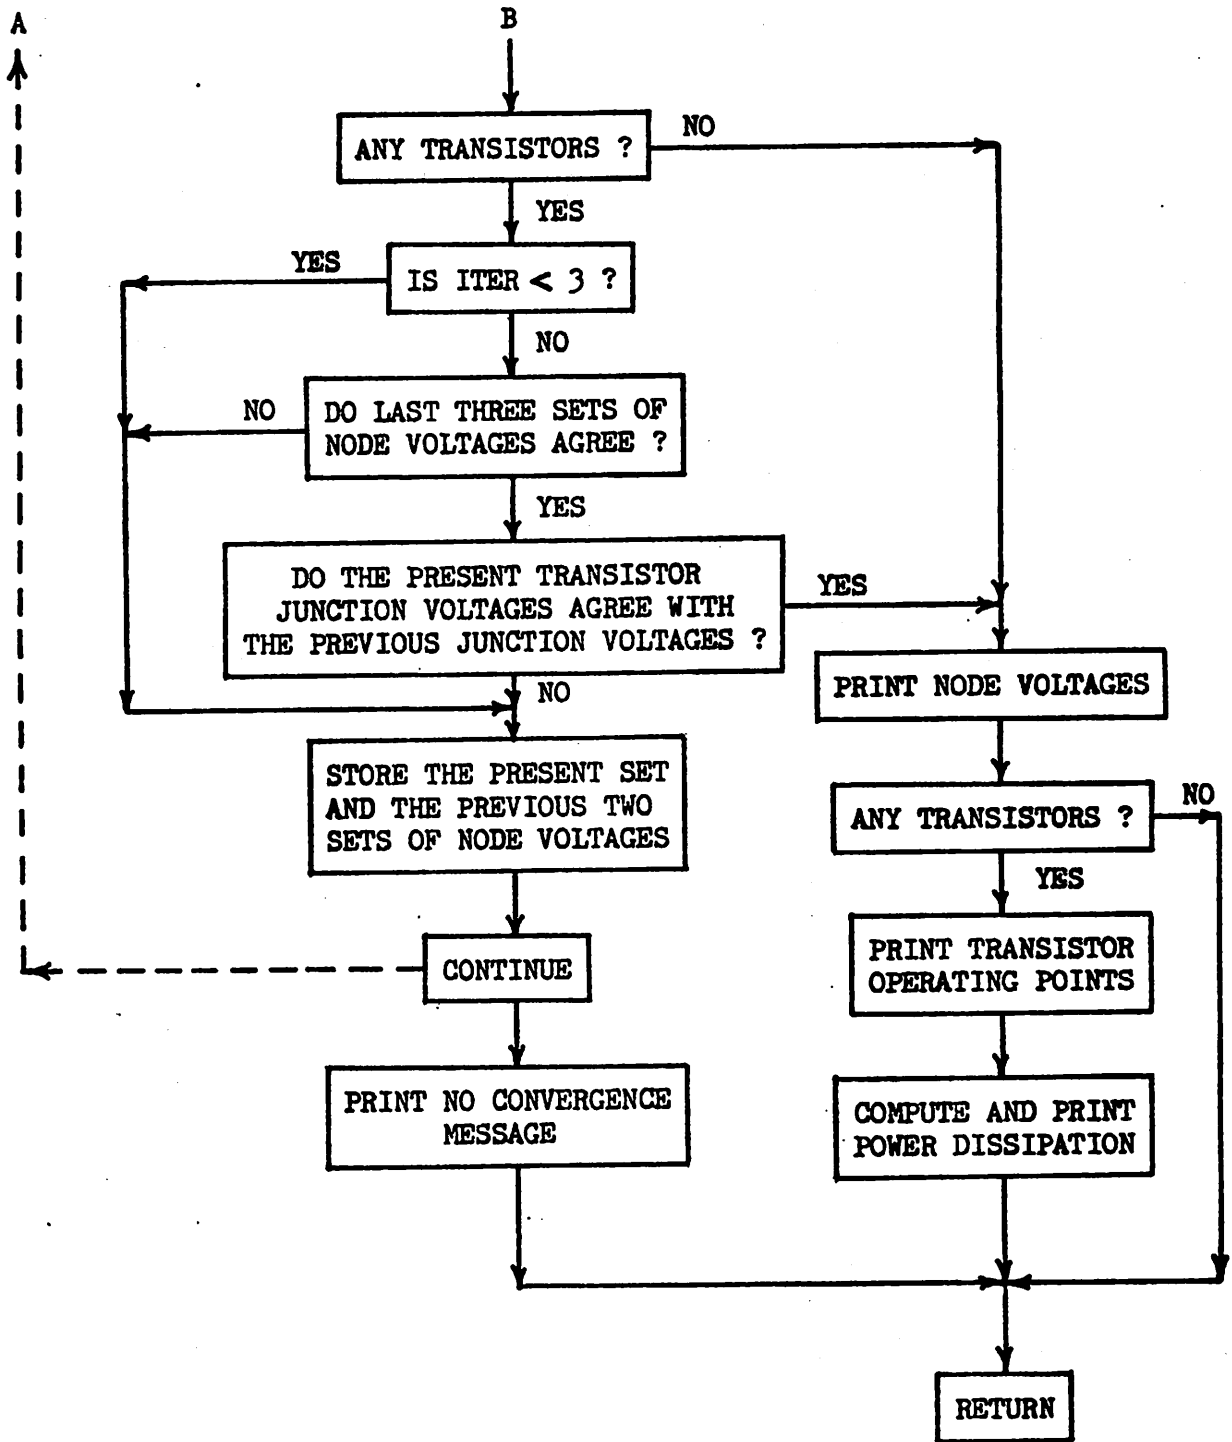 A
B
ANY TRANSISTORS ?
NO
YES
IS ITER < 3 ?
YES
NO
DO LAST THREE SETS OF
NODE VOLTAGES AGREE ?
NO
YES
DO THE PRESENT TRANSISTOR
JUNCTION VOLTAGES AGREE WITH
THE PREVIOUS JUNCTION VOLTAGES ?
YES
NO
STORE THE PRESENT SET
AND THE PREVIOUS TWO
SETS OF NODE VOLTAGES
CONTINUE
PRINT NO CONVERGENCE
MESSAGE
PRINT NODE VOLTAGES
ANY TRANSISTORS ?
NO
YES
PRINT TRANSISTOR
OPERATING POINTS
COMPUTE AND PRINT
POWER DISSIPATION
RETURN